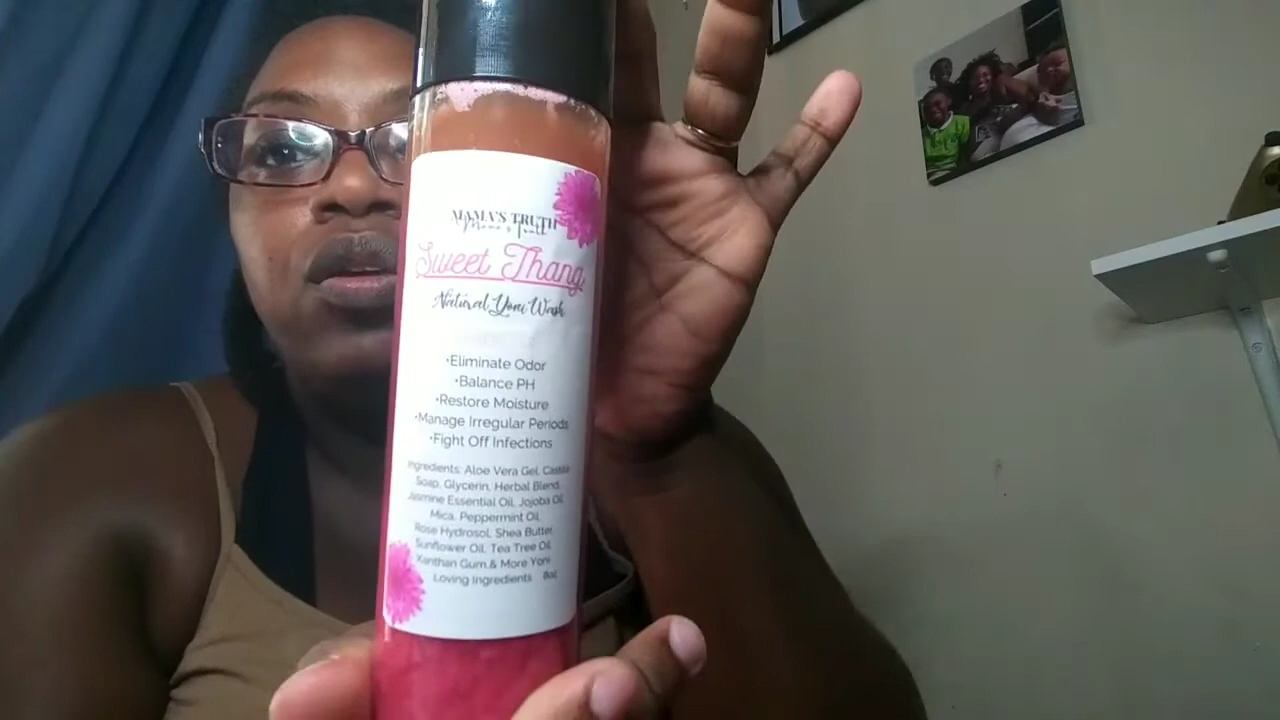 MAMA'S TRUTH
Sweet Thang
Natural Yoni Wash
•Eliminate Odor
•Balance PH
•Restore Moisture
•Manage Irregular Periods
•Fight Off Infections
Ingredients: Aloe Vera Gel, Castile
Soap, Glycerin, Herbal Blend,
Jasmine Essential Oil, Jojoba Oil,
Mica, Peppermint Oil,
Rose Hydrosol, Shea Butter,
Sunflower Oil, Tea Tree Oil,
Xanthan Gum & More Yoni
Loving Ingredients 8oz